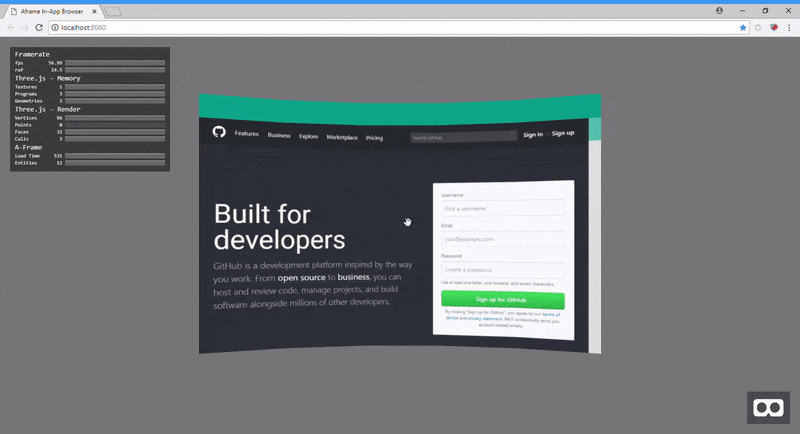 Aframe In-App Browser
localhost:8080
Framerate
fps 56.99
raf 14.5
Three.js - Memory
Textures 1
Programs 3
Geometries 3
Three.js - Render
Vertices 96
Points 0
Faces 32
Calls 3
A-Frame
Load Time 531
Entities 12
Features Business Explore Marketplace Pricing Search GitHub Sign in or Sign up
Built for
developers
GitHub is a development platform inspired by the way
you work. From open source to business, you can
host and review code, manage projects, and build
software alongside millions of other developers.
Username
Pick a username
Email
you@example.com
Password
Create a password
Use at least one letter, one numeral, and seven characters.
Sign up for GitHub
By clicking "Sign up for GitHub", you agree to our terms of
service and privacy statement. We'll occasionally send you
account related emails.